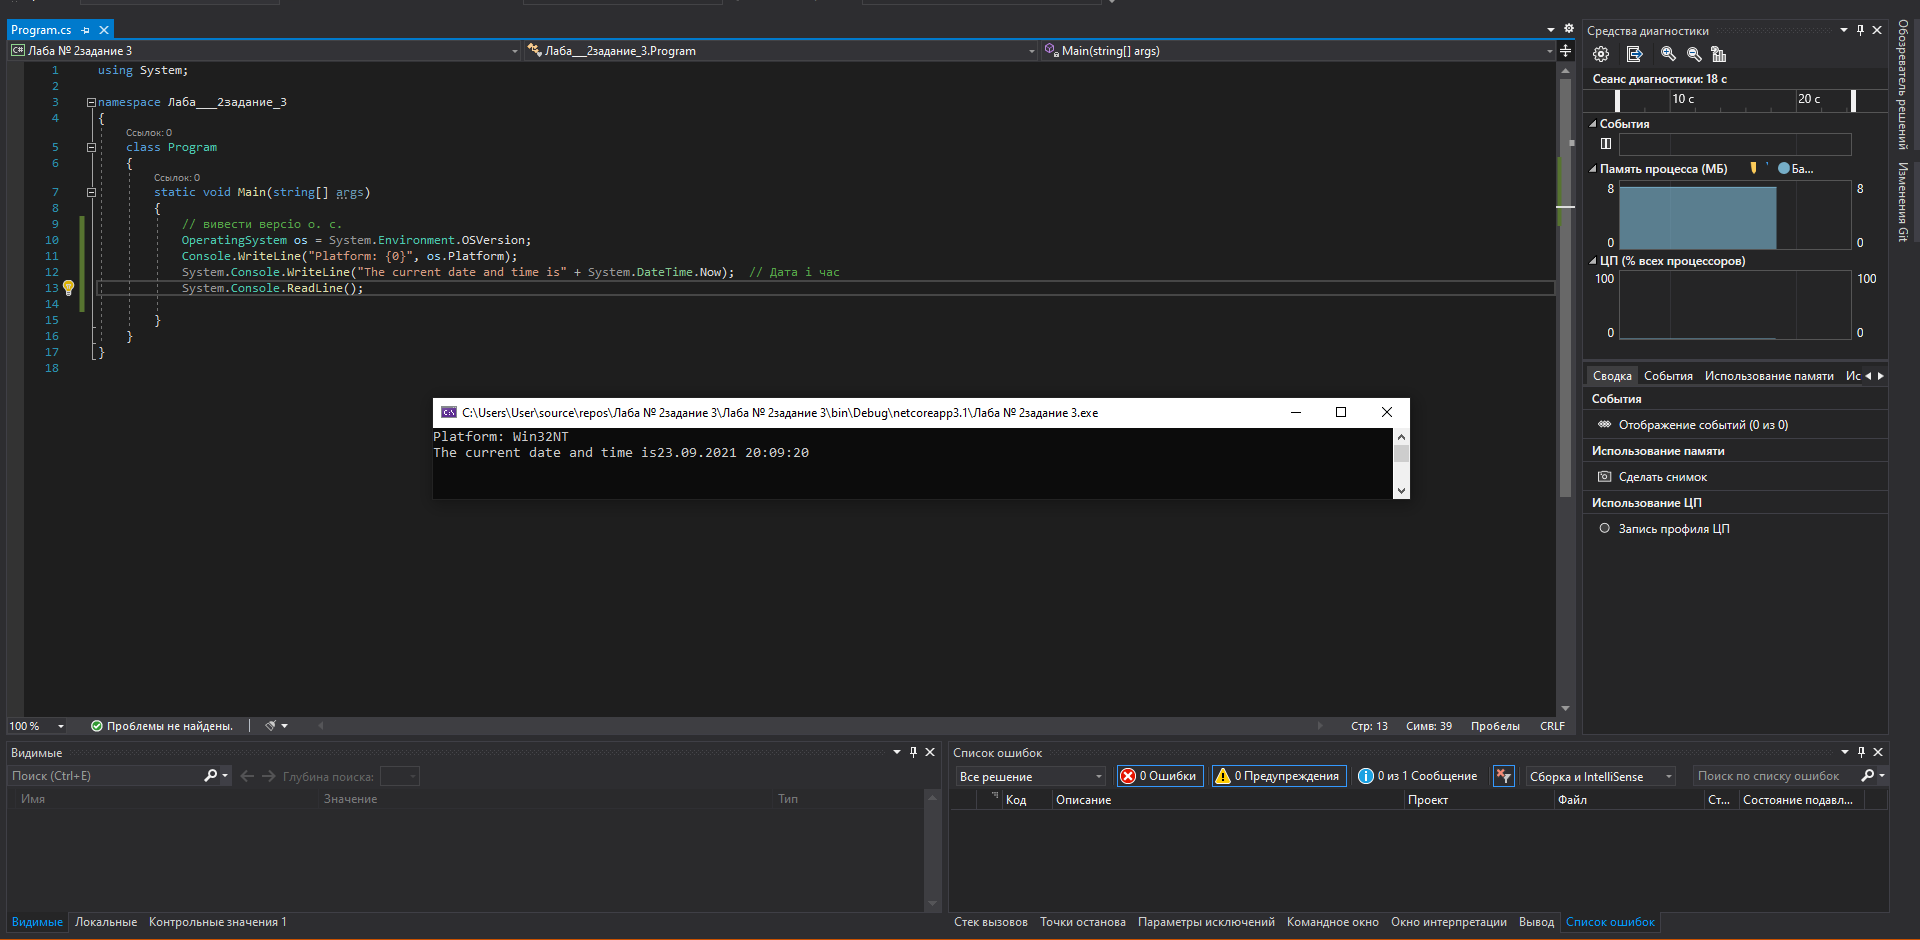 Program.cs
Лаба № 2задание 3
Лаба___2задание_3.Program
Main(string[] args)
1 using System;
2
3 namespace Лаба___2задание_3
4 {
Ссылок: 0
5 class Program
6 {
Ссылок: 0
7 static void Main(string[] args)
8 {
9 // вивести версіо о. с.
10 OperatingSystem os = System.Environment.OSVersion;
11 Console.WriteLine("Platform: {0}", os.Platform);
12 System.Console.WriteLine("The current date and time is" + System.DateTime.Now); // Дата і час
13 System.Console.ReadLine();
14
15 }
16 }
17 }
18
C:\Users\User\source\repos\Лаба № 2задание 3\Лаба № 2задание 3\bin\Debug\netcoreapp3.1\Лаба № 2задание 3.exe
Platform: Win32NT
The current date and time is23.09.2021 20:09:20
100 %
Проблемы не найдены.
Стр: 13 Симв: 39 Пробелы CRLF
Средства диагностики
Сеанс диагностики: 18 с
10 с 20 с
События
Память процесса (МБ) Ба...
8 8
0 0
ЦП (% всех процессоров)
100 100
0 0
Сводка События Использование памяти Ис
События
Отображение событий (0 из 0)
Использование памяти
Сделать снимок
Использование ЦП
Запись профиля ЦП
Обозреватель решений
Изменения Git
Видимые
Поиск (Ctrl+E) Глубина поиска:
Имя Значение Тип
Видимые Локальные Контрольные значения 1
Список ошибок
Все решение 0 Ошибки 0 Предупреждения 0 из 1 Сообщение Сборка и IntelliSense Поиск по списку ошибок
Код Описание Проект Файл Ст... Состояние подавл...
Стек вызовов Точки останова Параметры исключений Командное окно Окно интерпретации Вывод Список ошибок